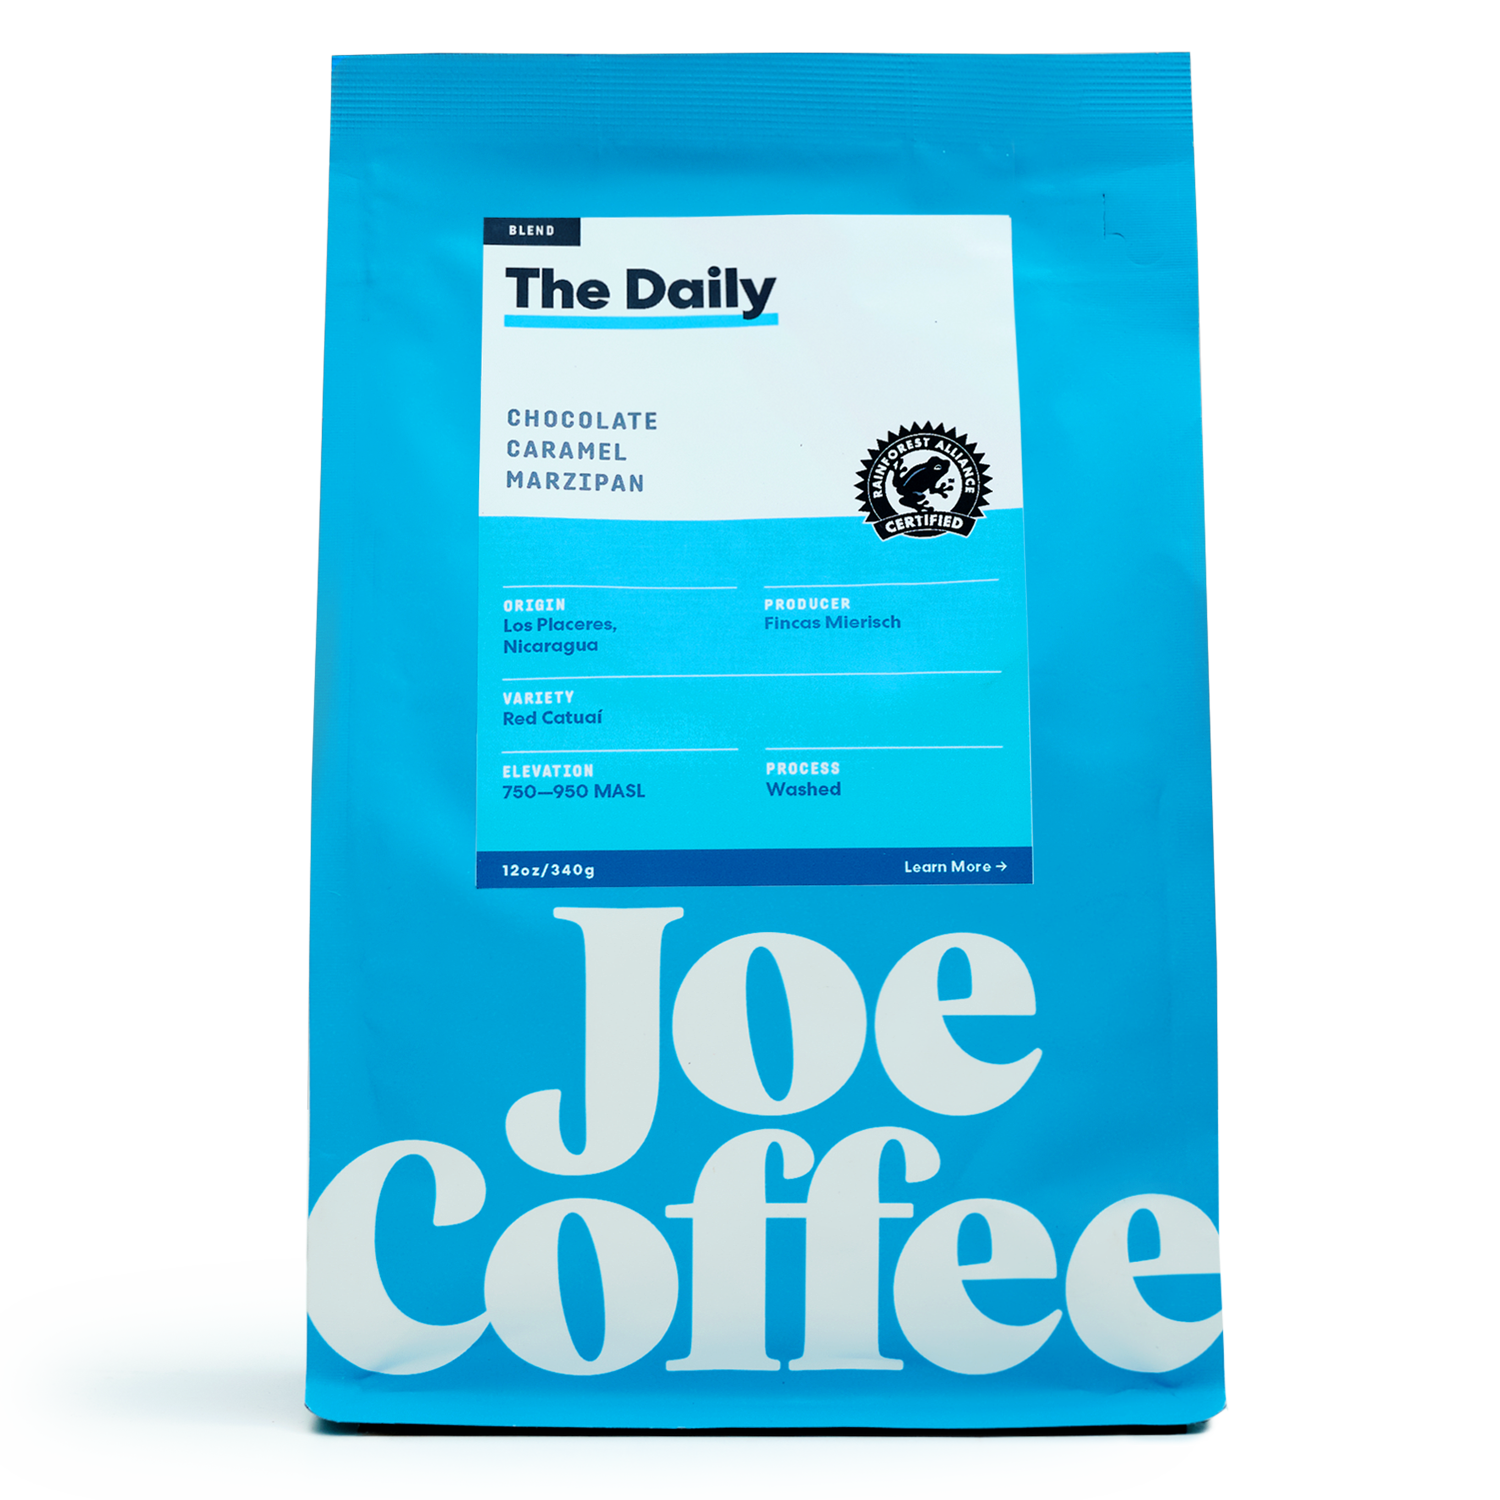 BLEND
The Daily
CHOCOLATE
CARAMEL
MARZIPAN
RAINFOREST ALLIANCE
CERTIFIED
ORIGIN
Los Placeres,
Nicaragua
PRODUCER
Fincas Mierisch
VARIETY
Red Catuaí
ELEVATION
750—950 MASL
PROCESS
Washed
12oz/340g
Learn More →
Joe
Coffee